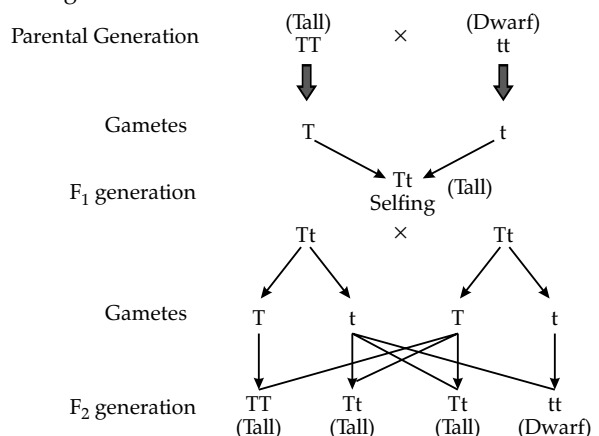 (Tall) (Dwarf)
Parental Generation TT × tt
Gametes T t
F₁ generation Tt (Tall)
Selfing
Tt × Tt
Gametes T t T t
F₂ generation TT Tt Tt tt
(Tall) (Tall) (Tall) (Dwarf)